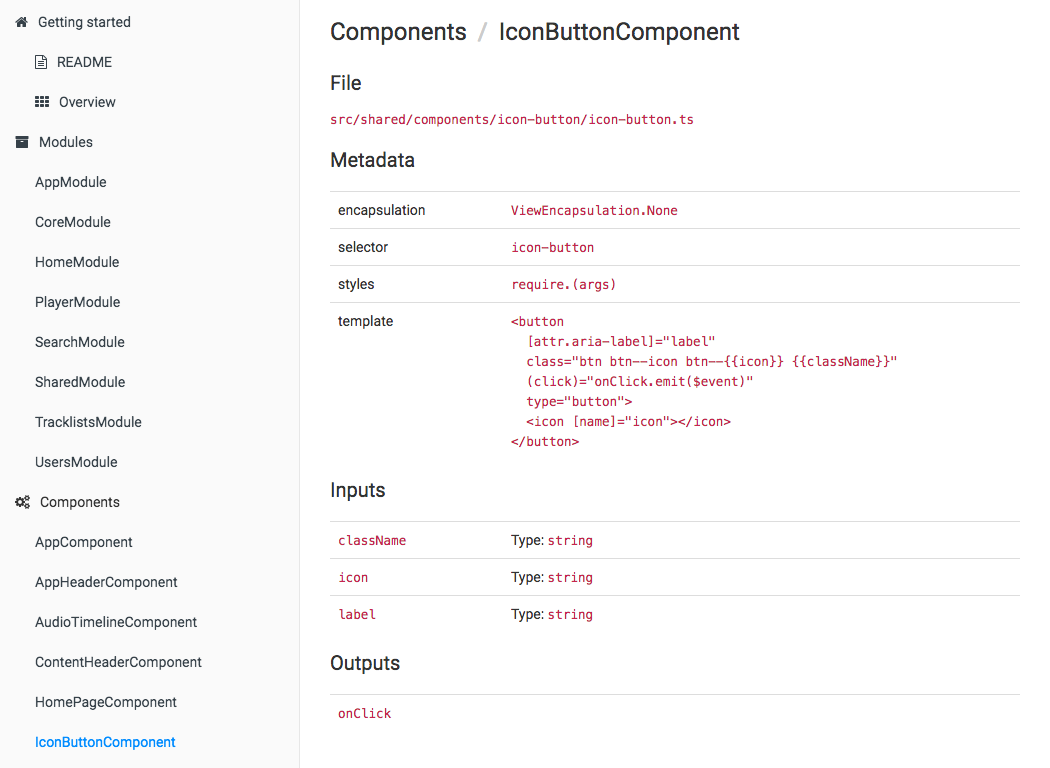 Getting started
README
Overview
Modules
AppModule
CoreModule
HomeModule
PlayerModule
SearchModule
SharedModule
TracklistsModule
UsersModule
Components
AppComponent
AppHeaderComponent
AudioTimelineComponent
ContentHeaderComponent
HomePageComponent
IconButtonComponent
Components / IconButtonComponent
File
src/shared/components/icon-button/icon-button.ts
Metadata
encapsulation ViewEncapsulation.None
selector icon-button
styles require.(args)
template <button
[attr.aria-label]="label"
class="btn btn--icon btn--{{icon}} {{className}}"
(click)="onClick.emit($event)"
type="button">
<icon [name]="icon"></icon>
</button>
Inputs
className Type: string
icon Type: string
label Type: string
Outputs
onClick